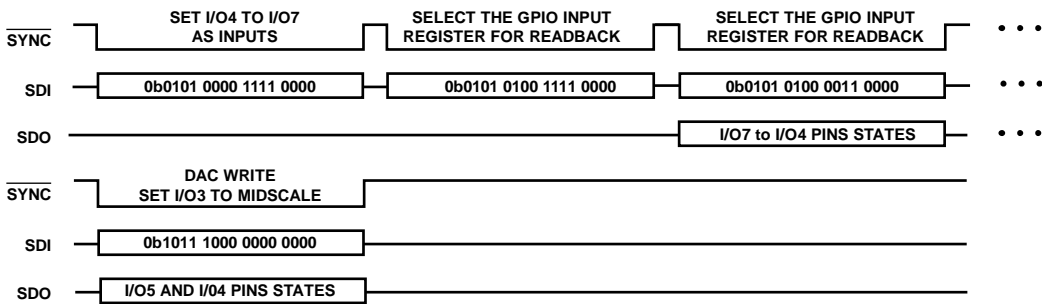 SET I/O4 TO I/O7
AS INPUTS
SELECT THE GPIO INPUT
REGISTER FOR READBACK
SELECT THE GPIO INPUT
REGISTER FOR READBACK
SYNC
• • •
SDI
0b0101 0000 1111 0000
0b0101 0100 1111 0000
0b0101 0100 0011 0000
• • •
SDO
I/O7 to I/O4 PINS STATES
• • •
SYNC
DAC WRITE
SET I/O3 TO MIDSCALE
SDI
0b1011 1000 0000 0000
SDO
I/O5 AND I/04 PINS STATES